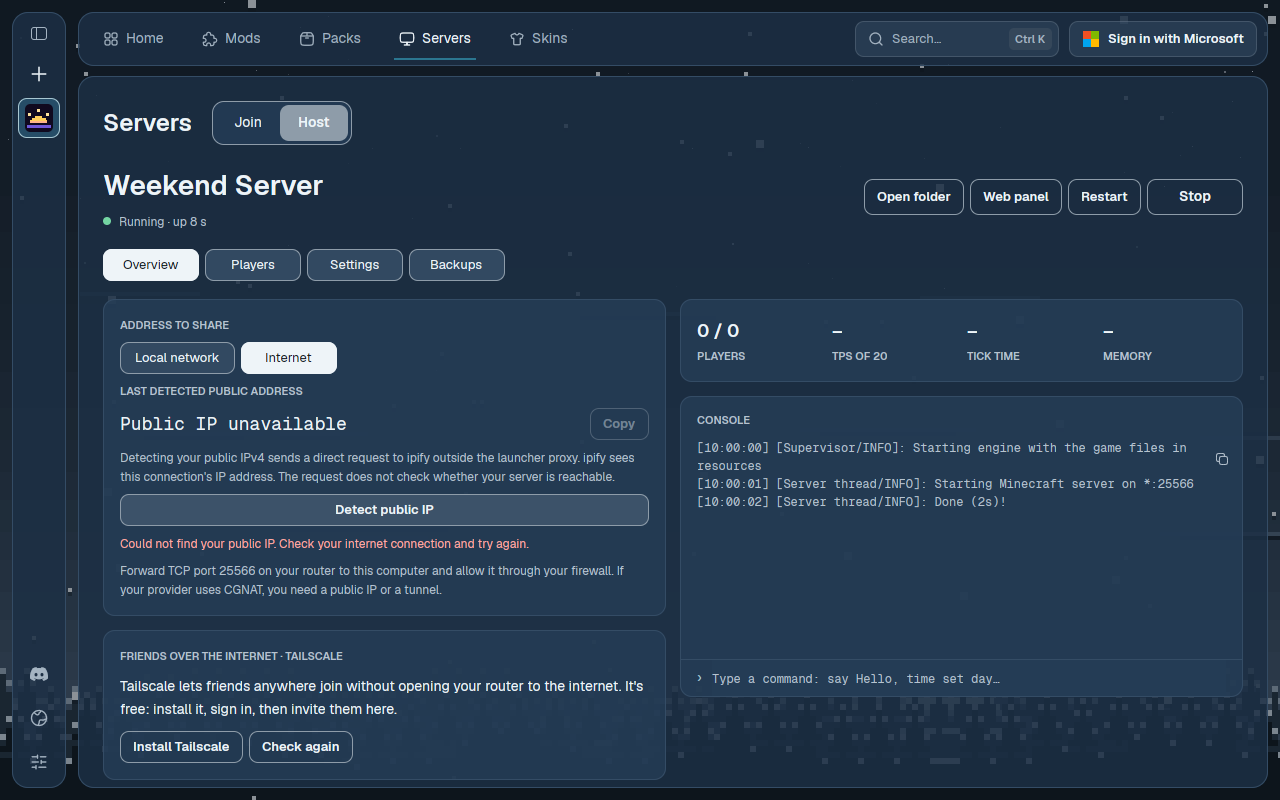 Home
Mods
Packs
Servers
Skins
Search...
Ctrl K
Sign in with Microsoft
Servers
Join
Host
Weekend Server
Running · up 8 s
Open folder
Web panel
Restart
Stop
Overview
Players
Settings
Backups
ADDRESS TO SHARE
Local network
Internet
LAST DETECTED PUBLIC ADDRESS
Public IP unavailable
Copy
Detecting your public IPv4 sends a direct request to ipify outside the launcher proxy. ipify sees
this connection's IP address. The request does not check whether your server is reachable.
Detect public IP
Could not find your public IP. Check your internet connection and try again.
Forward TCP port 25566 on your router to this computer and allow it through your firewall. If
your provider uses CGNAT, you need a public IP or a tunnel.
FRIENDS OVER THE INTERNET · TAILSCALE
Tailscale lets friends anywhere join without opening your router to the internet. It's
free: install it, sign in, then invite them here.
Install Tailscale
Check again
0 / 0
PLAYERS
–
TPS OF 20
–
TICK TIME
–
MEMORY
CONSOLE
[10:00:00] [Supervisor/INFO]: Starting engine with the game files in
resources
[10:00:01] [Server thread/INFO]: Starting Minecraft server on *:25566
[10:00:02] [Server thread/INFO]: Done (2s)!
› Type a command: say Hello, time set day…